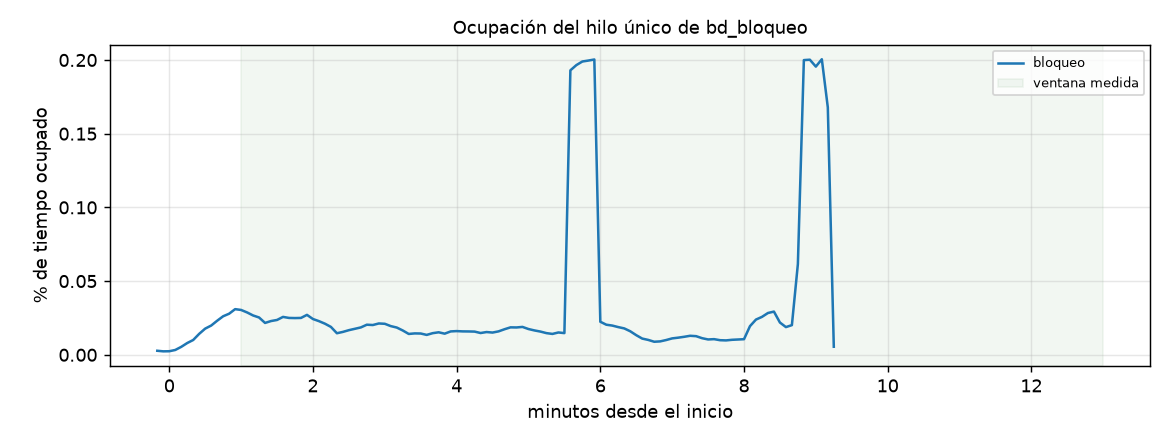 Ocupación del hilo único de bd_bloqueo
% de tiempo ocupado
0.20
0.15
0.10
0.05
0.00
bloqueo
ventana medida
0 2 4 6 8 10 12
minutos desde el inicio